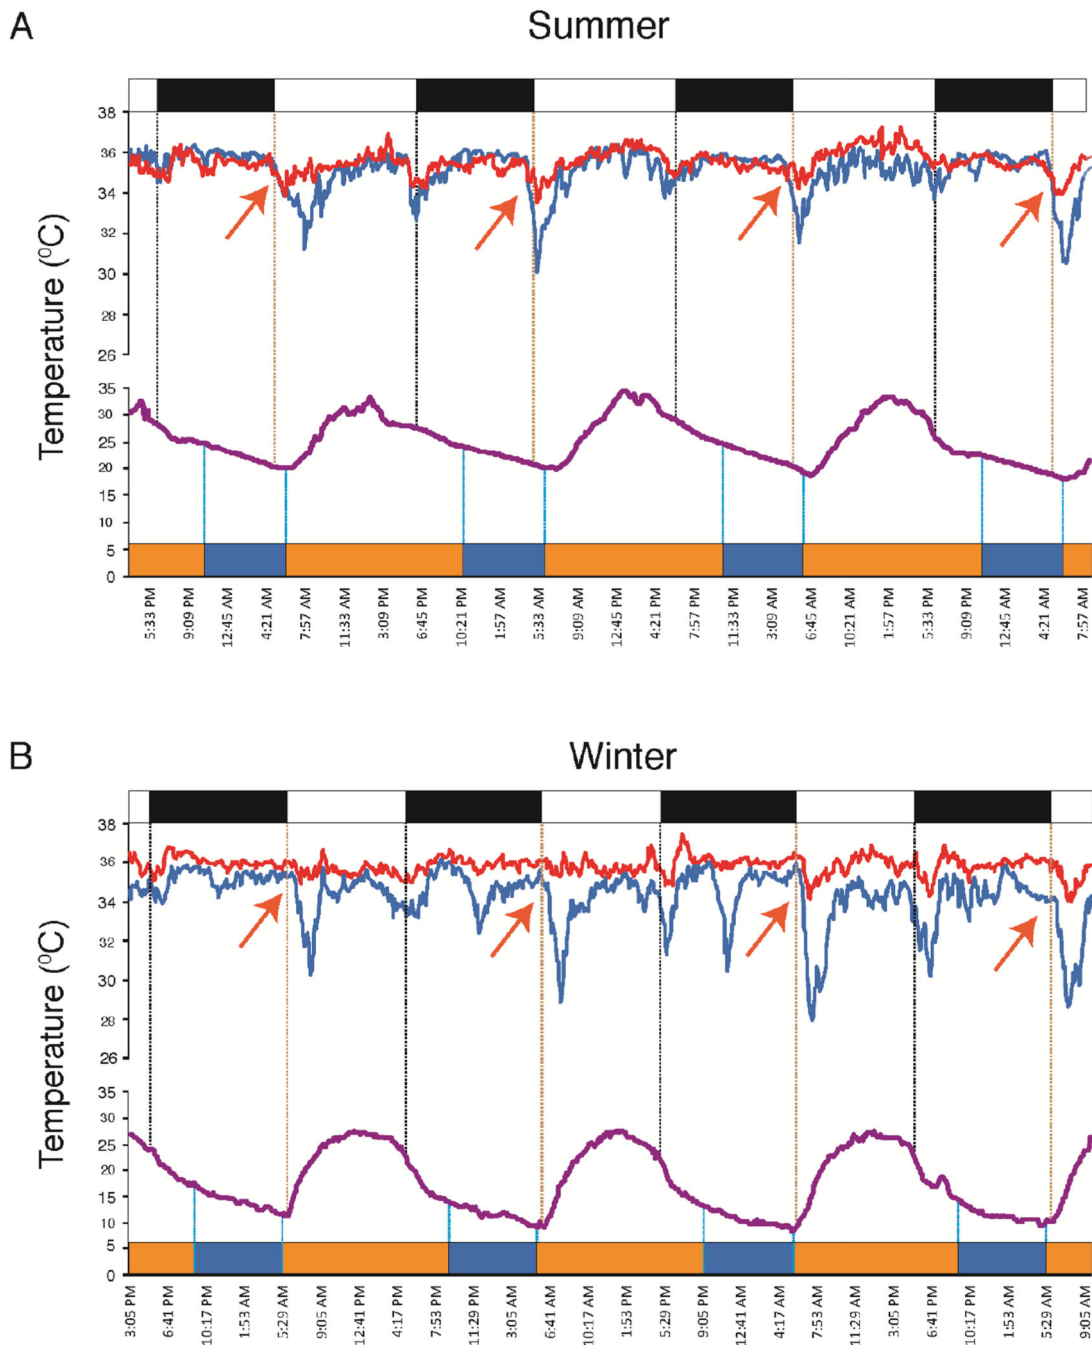 A
Summer
38
36
34
32
30
28
26
35
30
25
20
15
10
5
0
Temperature (⁰C)
5:33 PM
9:09 PM
12:45 AM
4:21 AM
7:57 AM
11:33 AM
3:09 PM
6:45 PM
10:21 PM
1:57 AM
5:33 AM
9:09 AM
12:45 PM
4:21 PM
7:57 PM
11:33 PM
3:09 AM
6:45 AM
10:21 AM
1:57 PM
5:33 PM
9:09 PM
12:45 AM
4:21 AM
7:57 AM
B
Winter
38
36
34
32
30
28
26
35
30
25
20
15
10
5
0
Temperature (⁰C)
3:05 PM
6:41 PM
10:17 PM
1:53 AM
5:29 AM
9:05 AM
12:41 PM
4:17 PM
7:53 PM
11:29 PM
3:05 AM
6:41 AM
10:17 AM
1:53 PM
5:29 PM
9:05 PM
12:41 AM
4:17 AM
7:53 AM
11:29 AM
3:05 PM
6:41 PM
10:17 PM
1:53 AM
5:29 AM
9:05 AM